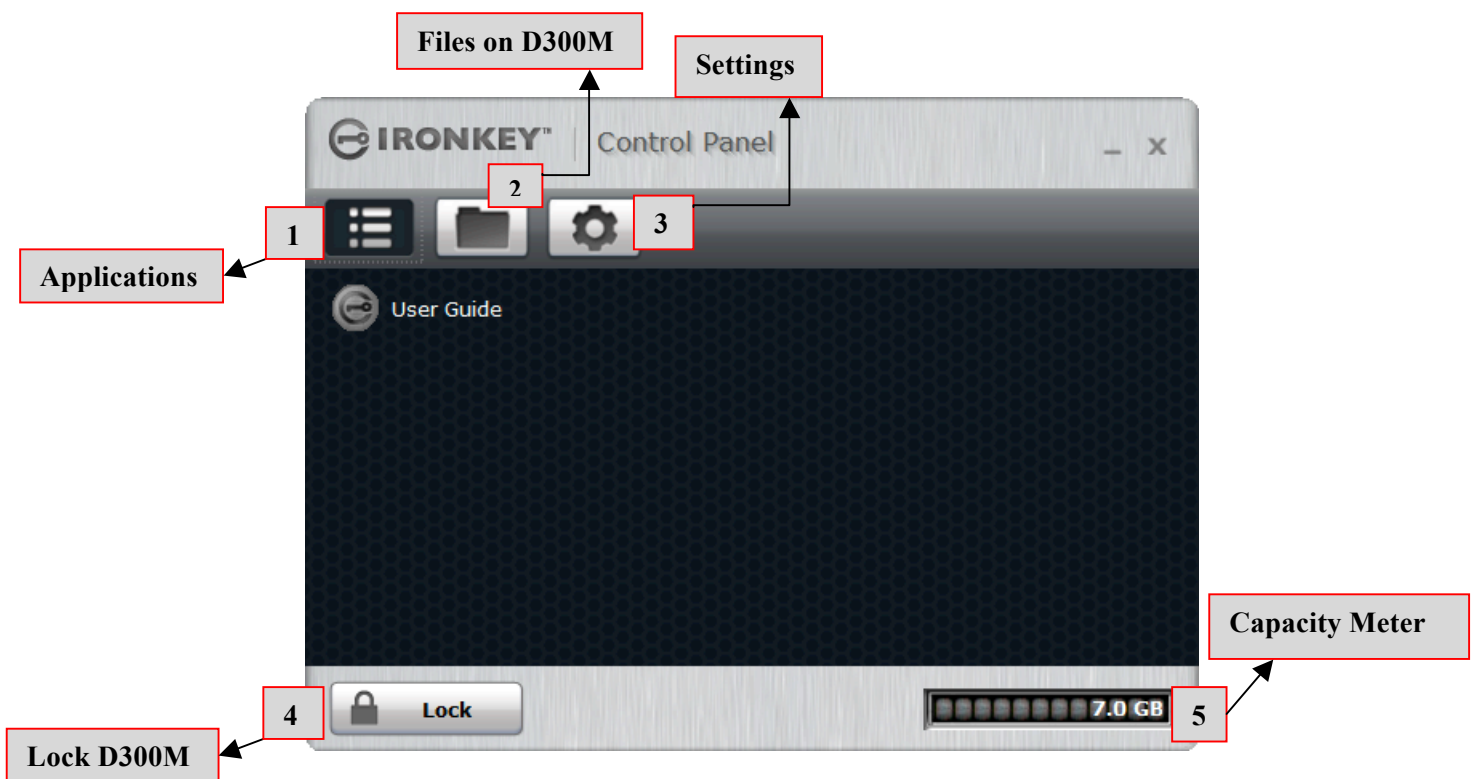 Files on D300M
Settings
IRONKEY™ Control Panel
2
1
3
Applications
User Guide
Capacity Meter
4
Lock
7.0 GB
5
Lock D300M